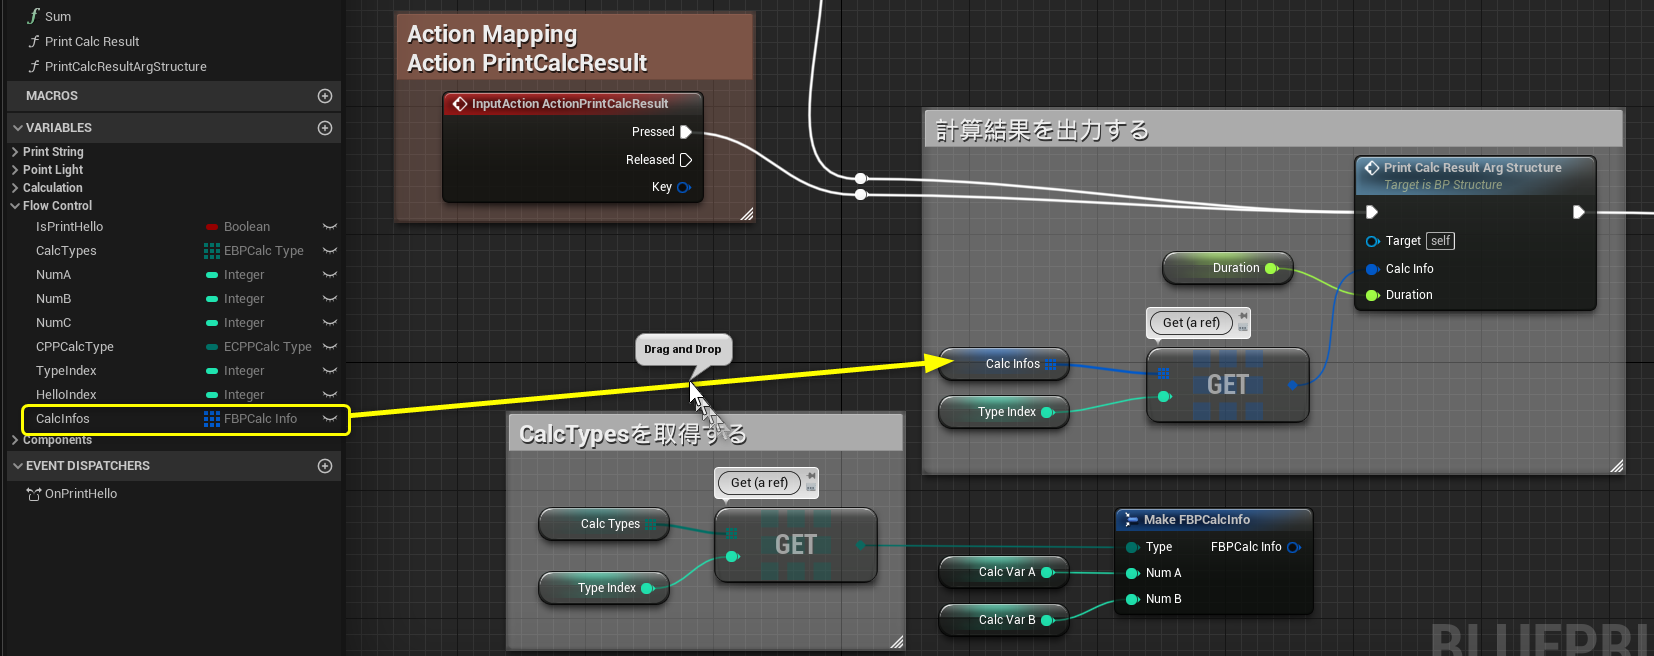 Sum
Print Calc Result
PrintCalcResultArgStructure
MACROS
VARIABLES
Print String
Point Light
Calculation
Flow Control
IsPrintHello Boolean
CalcTypes EBPCalc Type
NumA Integer
NumB Integer
NumC Integer
CPPCalcType ECPPCalc Type
TypeIndex Integer
HelloIndex Integer
CalcInfos FBPCalc Info
Components
EVENT DISPATCHERS
OnPrintHello
Action Mapping
Action PrintCalcResult
InputAction ActionPrintCalcResult
Pressed
Released
Key
Drag and Drop
計算結果を出力する
Print Calc Result Arg Structure
Target is BP Structure
Target self
Calc Info
Duration
Duration
Get (a ref)
Calc Infos
GET
Type Index
CalcTypesを取得する
Get (a ref)
Calc Types
GET
Type Index
Make FBPCalcInfo
Type FBPCalc Info
Num A
Num B
Calc Var A
Calc Var B
BLUEPRI